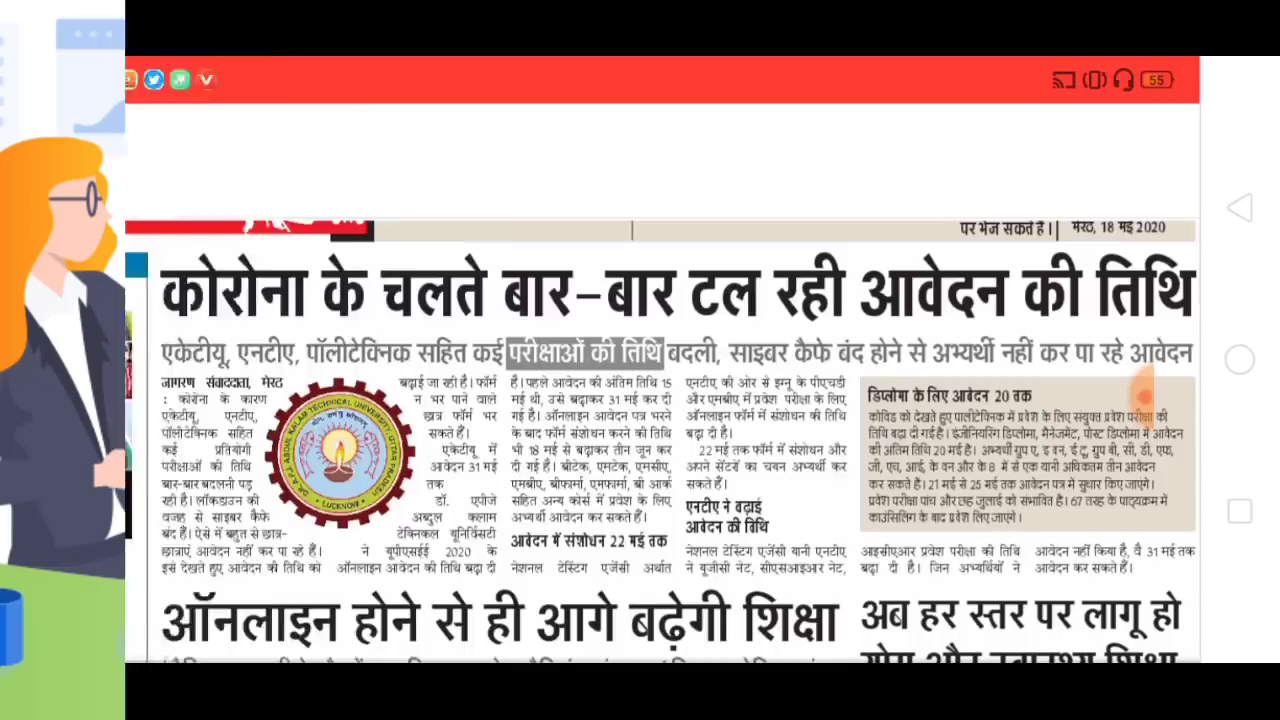 55
पर भेज सकते हैं। मेरठ, 18 मई 2020
कोरोना के चलते बार-बार टल रही आवेदन की तिथि
एकेटीयू, एनटीए, पॉलीटेक्निक सहित कई परीक्षाओं की तिथि बदली, साइबर कैफे बंद होने से अभ्यर्थी नहीं कर पा रहे आवेदन
जागरण संवाददाता, मेरठ
: कोरोना के कारण
एकेटीयू, एनटीए,
पॉलीटेक्निक सहित
कई प्रतियोगी
परीक्षाओं की तिथि
बार-बार बदलनी पड़
रही है। लॉकडाउन की
वजह से साइबर कैफे
बंद हैं। ऐसे में बहुत से छात्र-
छात्राएं आवेदन नहीं कर पा रहे हैं।
इसे देखते हुए आवेदन की तिथि को
DR. A.P.J. ABDUL KALAM TECHNICAL UNIVERSITY, UTTAR PRADESH
LUCKNOW
बढ़ाई जा रही है। फॉर्म
न भर पाने वाले
छात्र फॉर्म भर
सकते हैं।
एकेटीयू में
आवेदन 31 मई
तक
डॉ. एपीजे
अब्दुल कलाम
टेक्निकल यूनिवर्सिटी
ने यूपीएसईई 2020 के
ऑनलाइन आवेदन की तिथि बढ़ा दी
है। पहले आवेदन की अंतिम तिथि 15
मई थी, उसे बढ़ाकर 31 मई कर दी
गई है। ऑनलाइन आवेदन पत्र भरने
के बाद फॉर्म संशोधन करने की तिथि
भी 18 मई से बढ़ाकर तीन जून कर
दी गई है। बीटेक, एमटेक, एमसीए,
एमबीए, बीफार्मा, एमफार्मा, बी आर्क
सहित अन्य कोर्स में प्रवेश के लिए
अभ्यर्थी आवेदन कर सकते हैं।
आवेदन में संशोधन 22 मई तक
नेशनल टेस्टिंग एजेंसी अर्थात
एनटीए की ओर से इग्नू के पीएचडी
और एमबीए में प्रवेश परीक्षा के लिए
ऑनलाइन फॉर्म में संशोधन की तिथि
बढ़ा दी है।
22 मई तक फॉर्म में संशोधन और
अपने सेंटरों का चयन अभ्यर्थी कर
सकते हैं।
एनटीए ने बढ़ाई
आवेदन की तिथि
नेशनल टेस्टिंग एजेंसी यानी एनटीए
ने यूजीसी नेट, सीएसआइआर नेट,
डिप्लोमा के लिए आवेदन 20 तक
कोविड को देखते हुए पालीटेक्निक में प्रवेश के लिए संयुक्त प्रवेश परीक्षा की
तिथि बढ़ा दी गई है। इंजीनियरिंग डिप्लोमा, मैनेजमेंट, पोस्ट डिप्लोमा में आवेदन
की अंतिम तिथि 20 मई है। अभ्यर्थी ग्रुप ए, इ वन, ई टू, ग्रुप बी, सी, डी, एफ,
जी, एच, आई, के वन और के 8 में से एक यानी अधिकतम तीन आवेदन
कर सकते हैं। 21 मई से 25 मई तक आवेदन पत्र में सुधार किए जाएंगे।
प्रवेश परीक्षा पांच और छह जुलाई को संभावित है। 67 तरह के पाठ्यक्रम में
काउंसिलिंग के बाद प्रवेश लिए जाएंगे।
आइसीएआर प्रवेश परीक्षा की तिथि
बढ़ा दी है। जिन अभ्यर्थियों ने
आवेदन नहीं किया है, वे 31 मई तक
आवेदन कर सकते हैं।
ऑनलाइन होने से ही आगे बढ़ेगी शिक्षा
अब हर स्तर पर लागू हो
योग और स्वास्थ्य शिक्षा